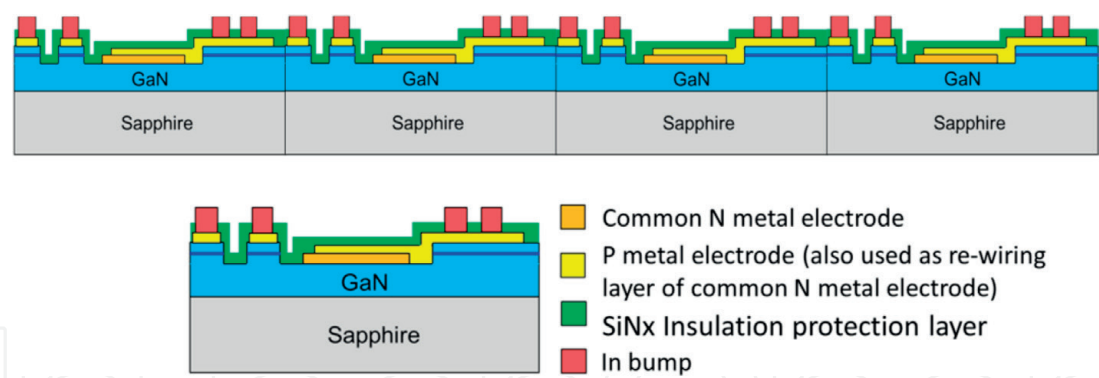 GaN GaN GaN GaN
Sapphire Sapphire Sapphire Sapphire
Common N metal electrode
P metal electrode (also used as re-wiring
layer of common N metal electrode)
GaN
SiNx Insulation protection layer
Sapphire
In bump